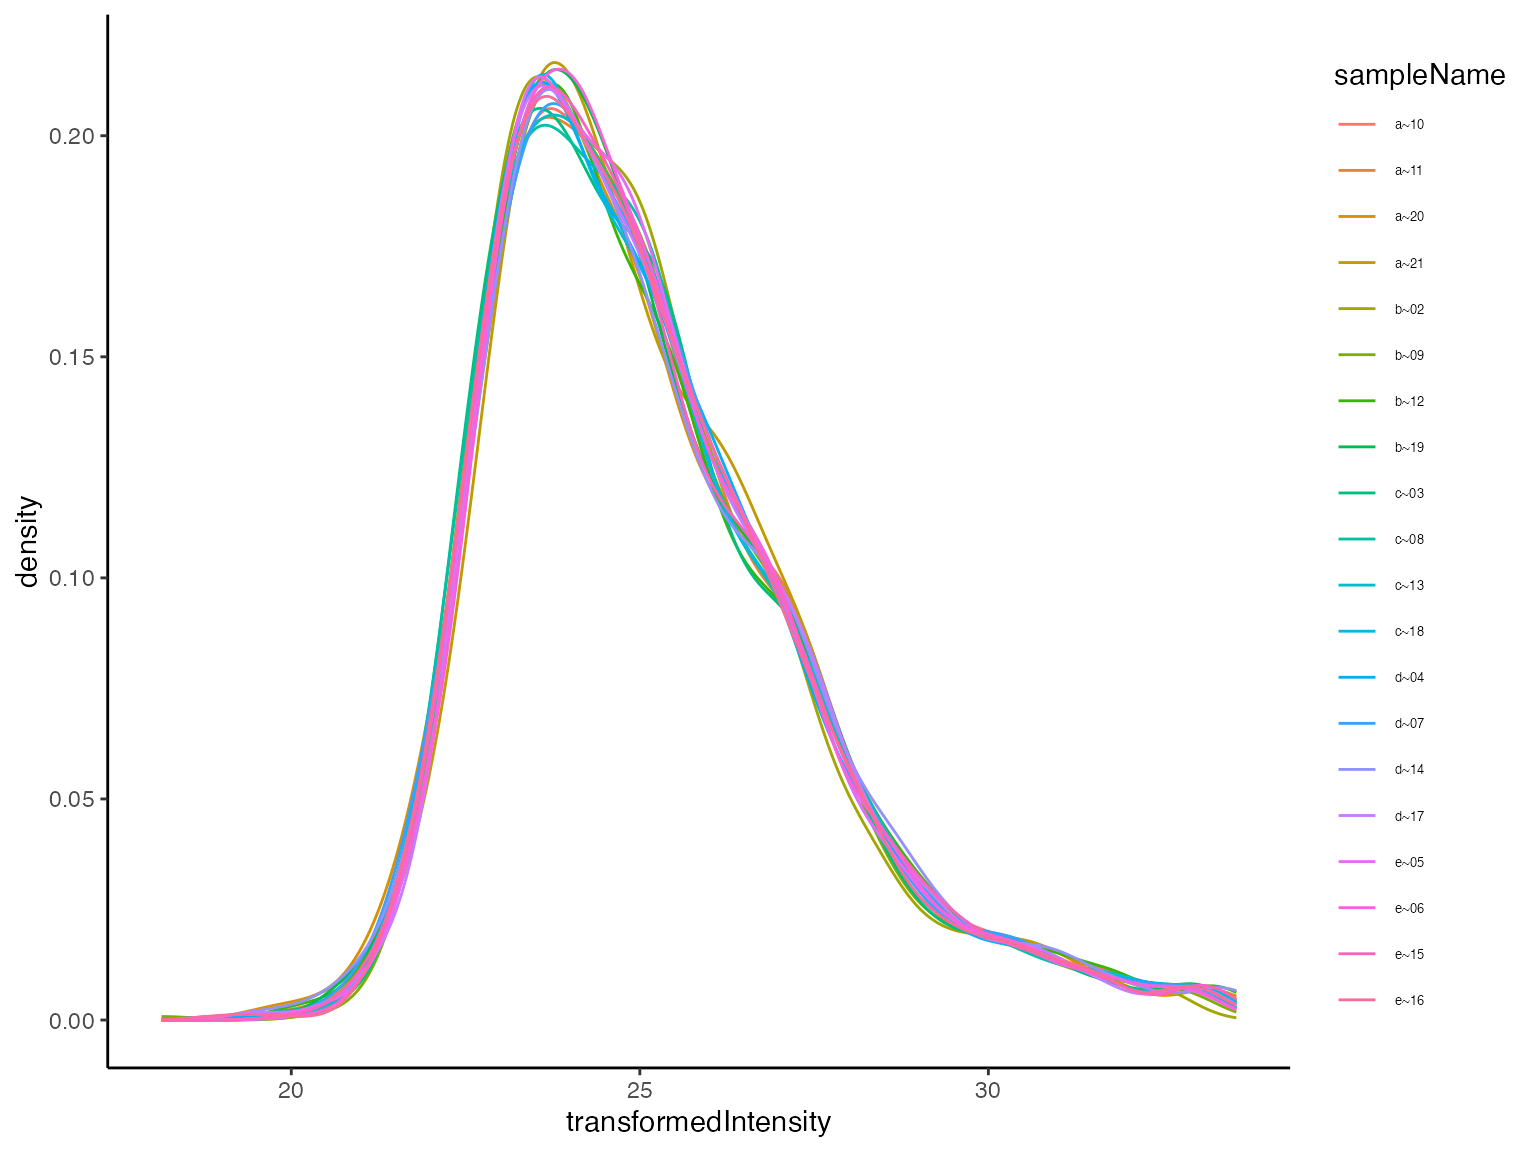 density
0.20
0.15
0.10
0.05
0.00
20
25
30
transformedIntensity
sampleName
a~10
a~11
a~20
a~21
b~02
b~09
b~12
b~19
c~03
c~08
c~13
c~18
d~04
d~07
d~14
d~17
e~05
e~06
e~15
e~16